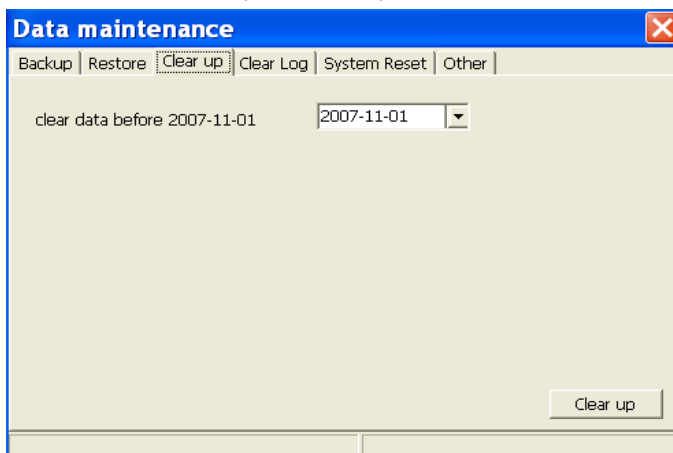 Data maintenance
Backup Restore Clear up Clear Log System Reset Other
clear data before 2007-11-01 2007-11-01
Clear up